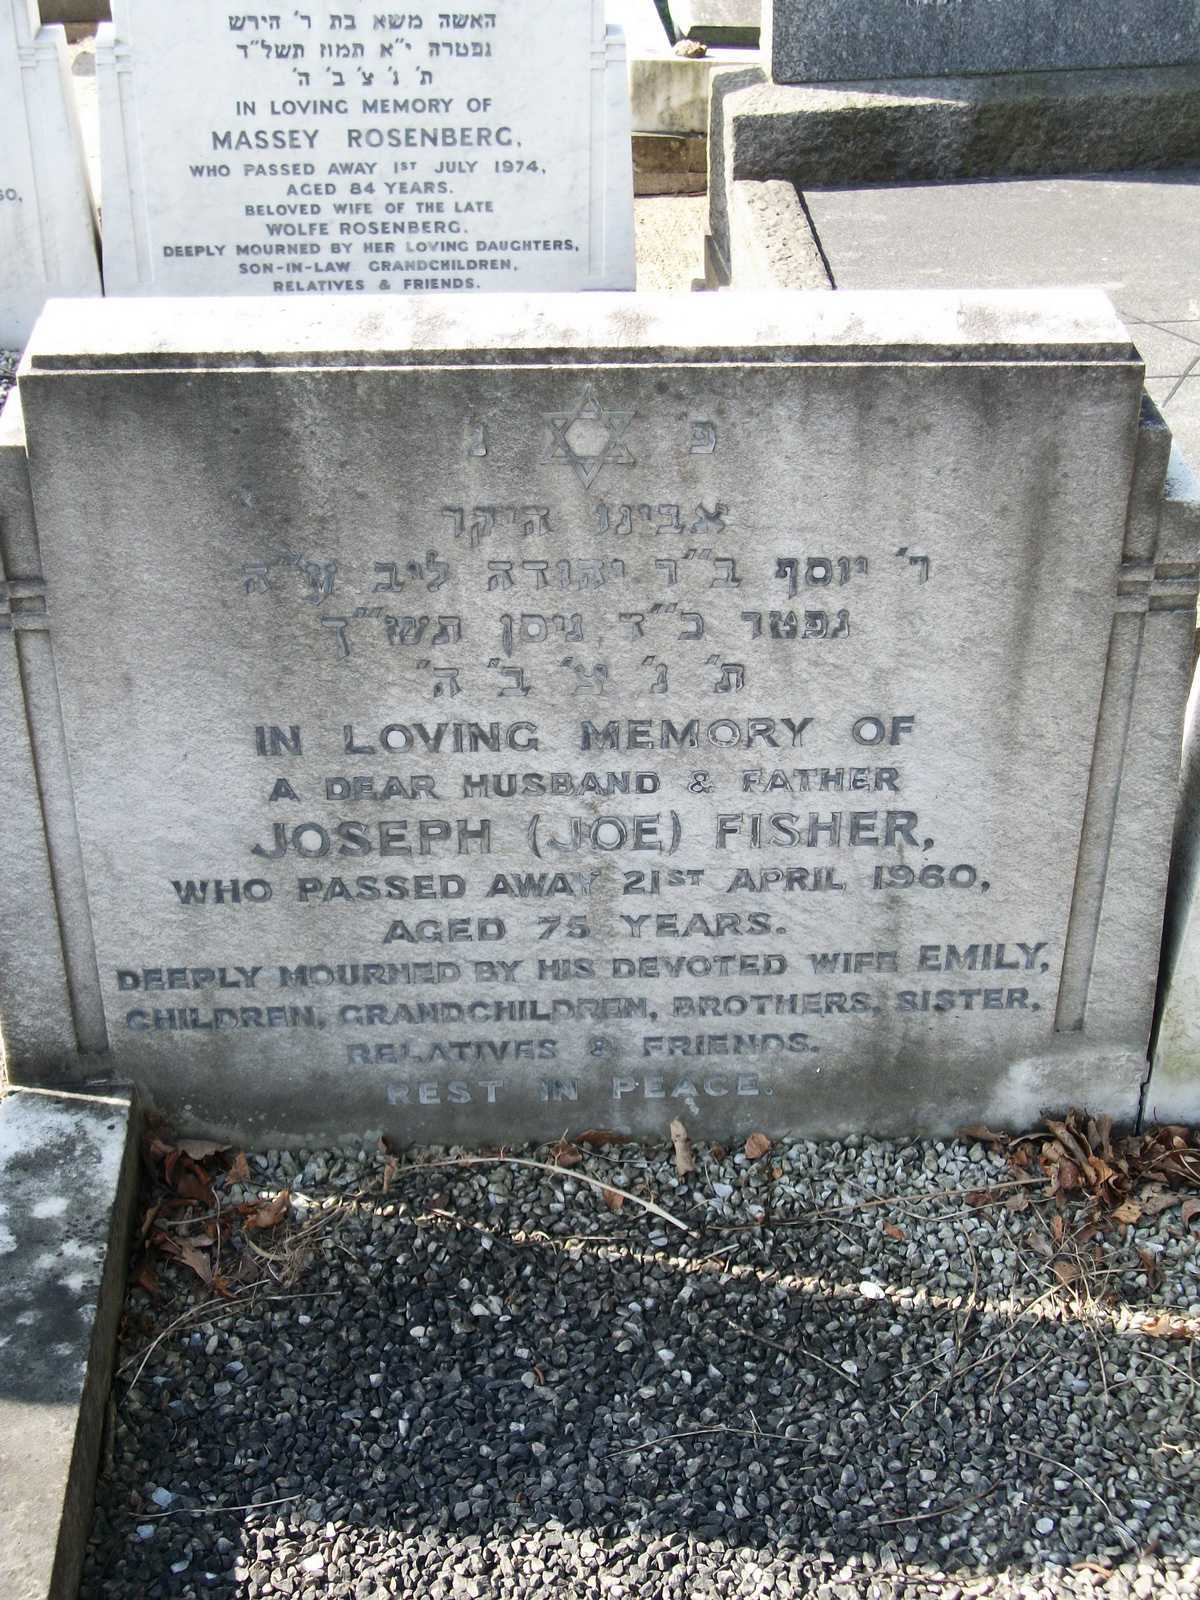 האשה משא בת ר' הירש
נפטרה י"א תמוז תשל"ד
ת' נ' צ' ב' ה'
IN LOVING MEMORY OF
MASSEY ROSENBERG,
WHO PASSED AWAY 1ST JULY 1974,
AGED 84 YEARS.
BELOVED WIFE OF THE LATE
WOLFE ROSENBERG.
DEEPLY MOURNED BY HER LOVING DAUGHTERS,
SON-IN-LAW GRANDCHILDREN,
RELATIVES & FRIENDS.
פ' נ'
אבינו היקר
ר' יוסף ב"ר יהודה ליב ע"ה
נפטר כ"ד ניסן תש"ך
ת' נ' צ' ב' ה'
IN LOVING MEMORY OF
A DEAR HUSBAND & FATHER
JOSEPH (JOE) FISHER,
WHO PASSED AWAY 21ST APRIL 1960,
AGED 75 YEARS.
DEEPLY MOURNED BY HIS DEVOTED WIFE EMILY,
CHILDREN, GRANDCHILDREN, BROTHERS, SISTER,
RELATIVES & FRIENDS.
REST IN PEACE.